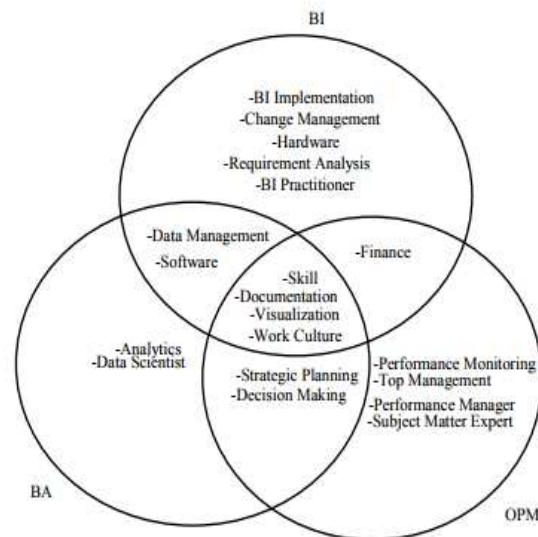 BI
-BI Implementation
-Change Management
-Hardware
-Requirement Analysis
-BI Practitioner
-Data Management
-Software
-Finance
-Skill
-Documentation
-Visualization
-Work Culture
-Analytics
-Data Scientist
-Strategic Planning
-Decision Making
-Performance Monitoring
-Top Management
-Performance Manager
-Subject Matter Expert
BA
OPM